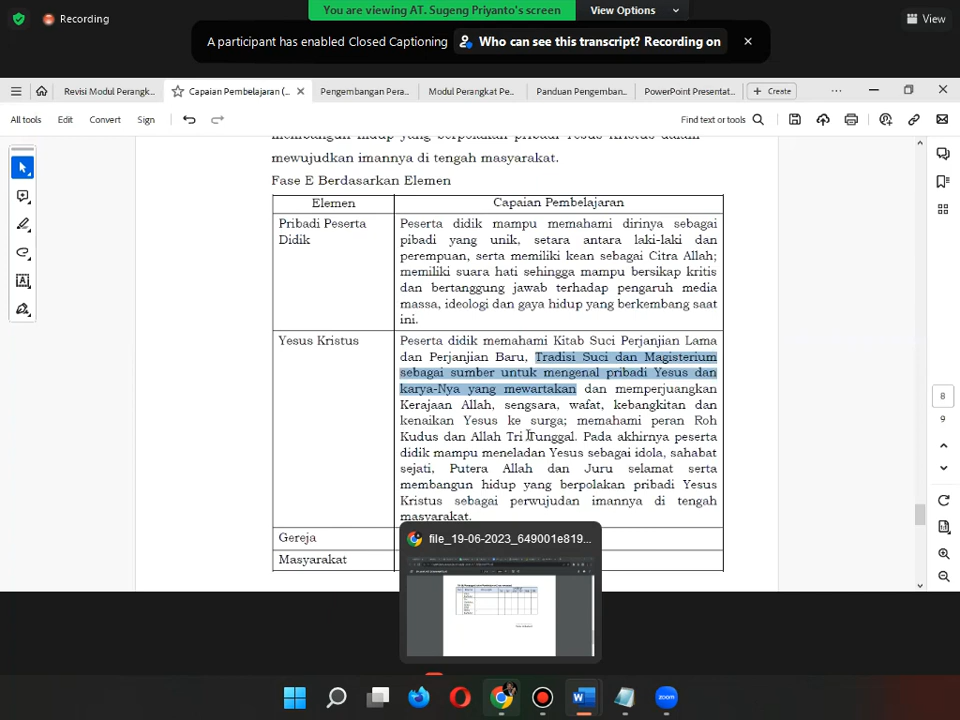 Recording
You are viewing AT. Sugeng Priyanto's screen
View Options
View
A participant has enabled Closed Captioning
Who can see this transcript? Recording on
Revisi Modul Perangk...
Capaian Pembelajaran (...
Pengembangan Pera...
Modul Perangkat Pe...
Panduan Pengemban...
PowerPoint Presentat...
Create
All tools
Edit
Convert
Sign
Find text or tools
membangun hidup yang berpolakan pribadi Yesus Kristus dalam
mewujudkan imannya di tengah masyarakat.
Fase E Berdasarkan Elemen
Elemen
Capaian Pembelajaran
Pribadi Peserta
Didik
Peserta didik mampu memahami dirinya sebagai
pibadi yang unik, setara antara laki-laki dan
perempuan, serta memiliki kean sebagai Citra Allah;
memiliki suara hati sehingga mampu bersikap kritis
dan bertanggung jawab terhadap pengaruh media
massa, ideologi dan gaya hidup yang berkembang saat
ini.
Yesus Kristus
Peserta didik memahami Kitab Suci Perjanjian Lama
dan Perjanjian Baru, Tradisi Suci dan Magisterium
sebagai sumber untuk mengenal pribadi Yesus dan
karya-Nya yang mewartakan dan memperjuangkan
Kerajaan Allah, sengsara, wafat, kebangkitan dan
kenaikan Yesus ke surga; memahami peran Roh
Kudus dan Allah Tri Tunggal. Pada akhirnya peserta
didik mampu meneladan Yesus sebagai idola, sahabat
sejati, Putera Allah dan Juru selamat serta
membangun hidup yang berpolakan pribadi Yesus
Kristus sebagai perwujudan imannya di tengah
masyarakat.
Gereja
Masyarakat
8
9
file_19-06-2023_649001e819...
zoom